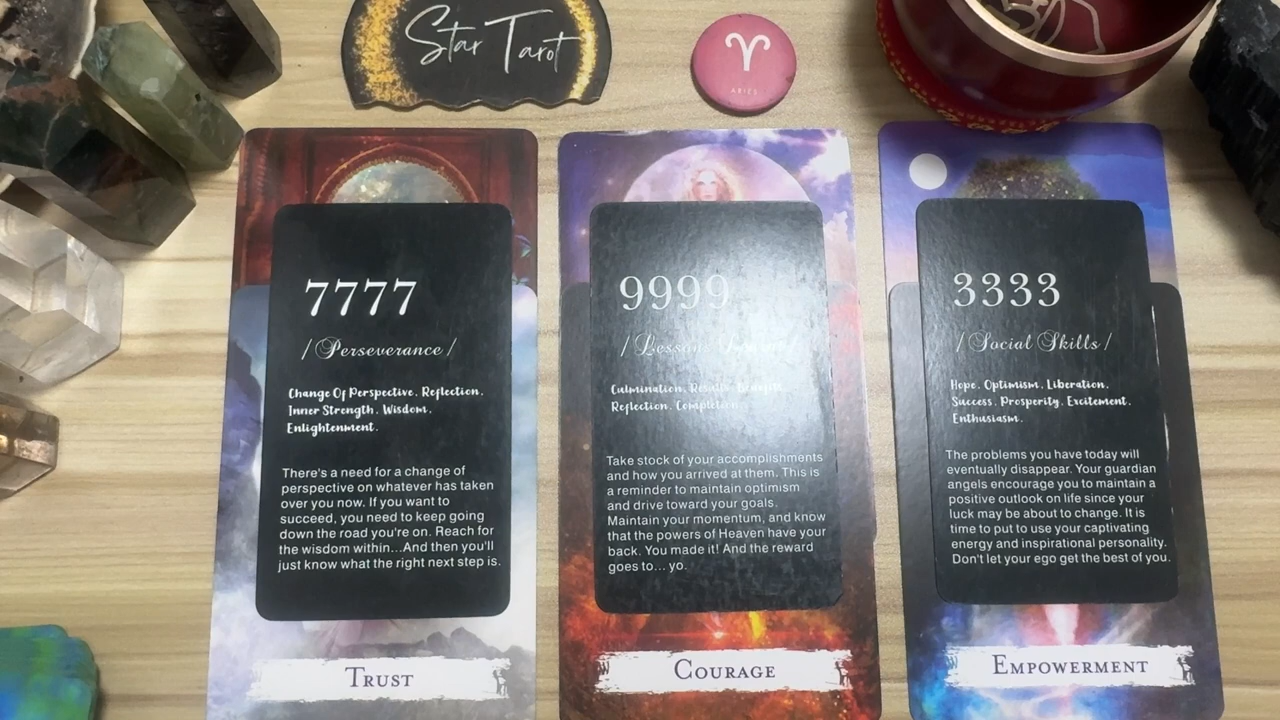 Star Tarot
ARIES
7777
/Perseverance/
Change Of Perspective. Reflection.
Inner Strength. Wisdom.
Enlightenment.
There's a need for a change of
perspective on whatever has taken
over you now. If you want to
succeed, you need to keep going
down the road you're on. Reach for
the wisdom within...And then you'll
just know what the right next step is.
TRUST
9999
/Lessons
Culmination. Results. Benefits.
Reflection. Completion.
Take stock of your accomplishments
and how you arrived at them. This is
a reminder to maintain optimism
and drive toward your goals.
Maintain your momentum, and know
that the powers of Heaven have your
back. You made it! And the reward
goes to... yo.
COURAGE
3333
/Social Skills/
Hope. Optimism. Liberation.
Success. Prosperity. Excitement.
Enthusiasm.
The problems you have today will
eventually disappear. Your guardian
angels encourage you to maintain a
positive outlook on life since your
luck may be about to change. It is
time to put to use your captivating
energy and inspirational personality.
Don't let your ego get the best of you.
EMPOWERMENT